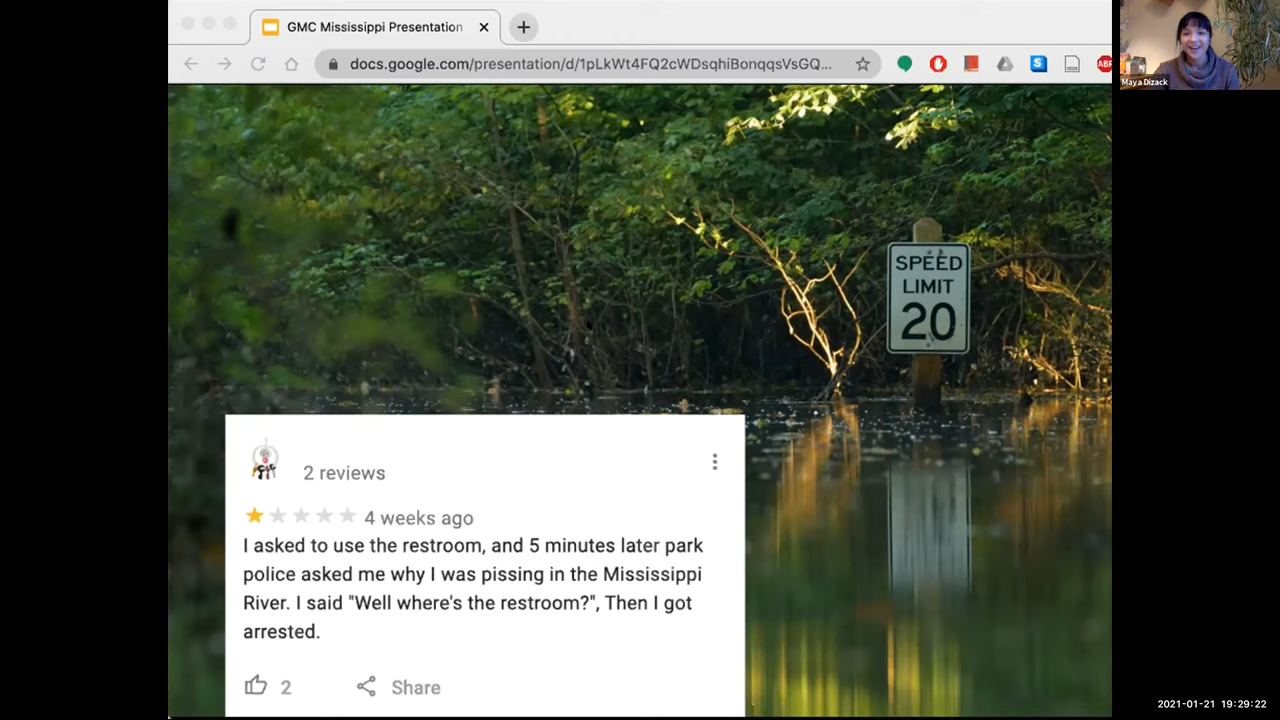 GMC Mississippi Presentation
docs.google.com/presentation/d/1pLkWt4FQ2cWDsqhiBonqqsVsGQ...
ABP
S
Maya Dizack
SPEED
LIMIT
20
2 reviews
4 weeks ago
I asked to use the restroom, and 5 minutes later park
police asked me why I was pissing in the Mississippi
River. I said "Well where's the restroom?", Then I got
arrested.
2
Share
2021-01-21 19:29:22